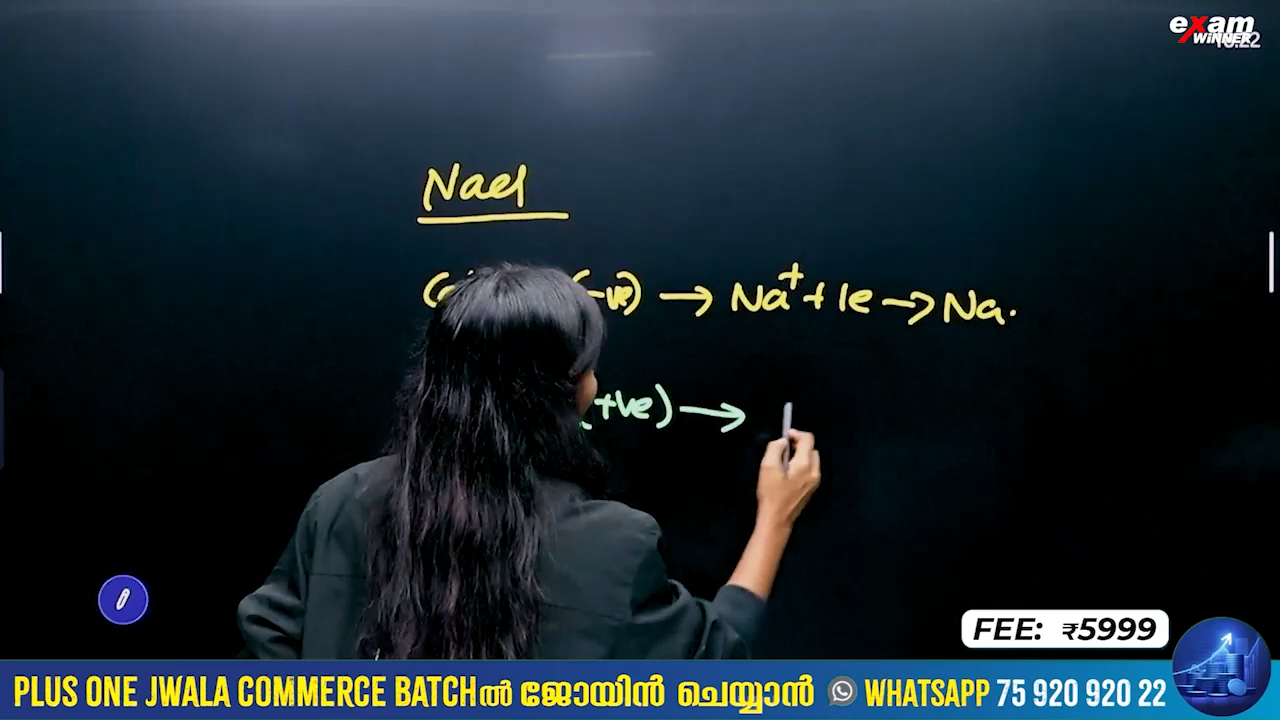 exam
WINNER
NaCl
(-ve) → Na⁺ + 1e → Na.
(+ve) →
FEE: ₹5999
PLUS ONE JWALA COMMERCE BATCHൽ ജോയിൻ ചെയ്യാൻ WHATSAPP 75 920 920 22